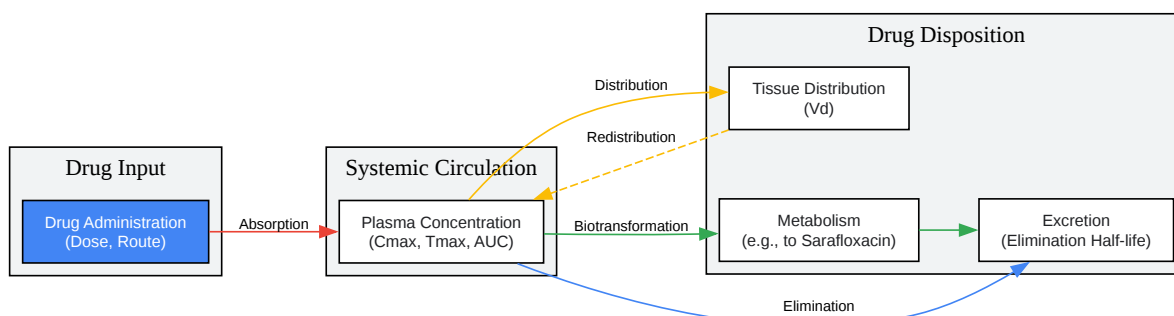 Drug Disposition
Distribution
Tissue Distribution
(Vd)
Redistribution
Drug Input
Systemic Circulation
Drug Administration
(Dose, Route)
Absorption
Plasma Concentration
(Cmax, Tmax, AUC)
Biotransformation
Metabolism
(e.g., to Sarafloxacin)
Excretion
(Elimination Half-life)
Elimination